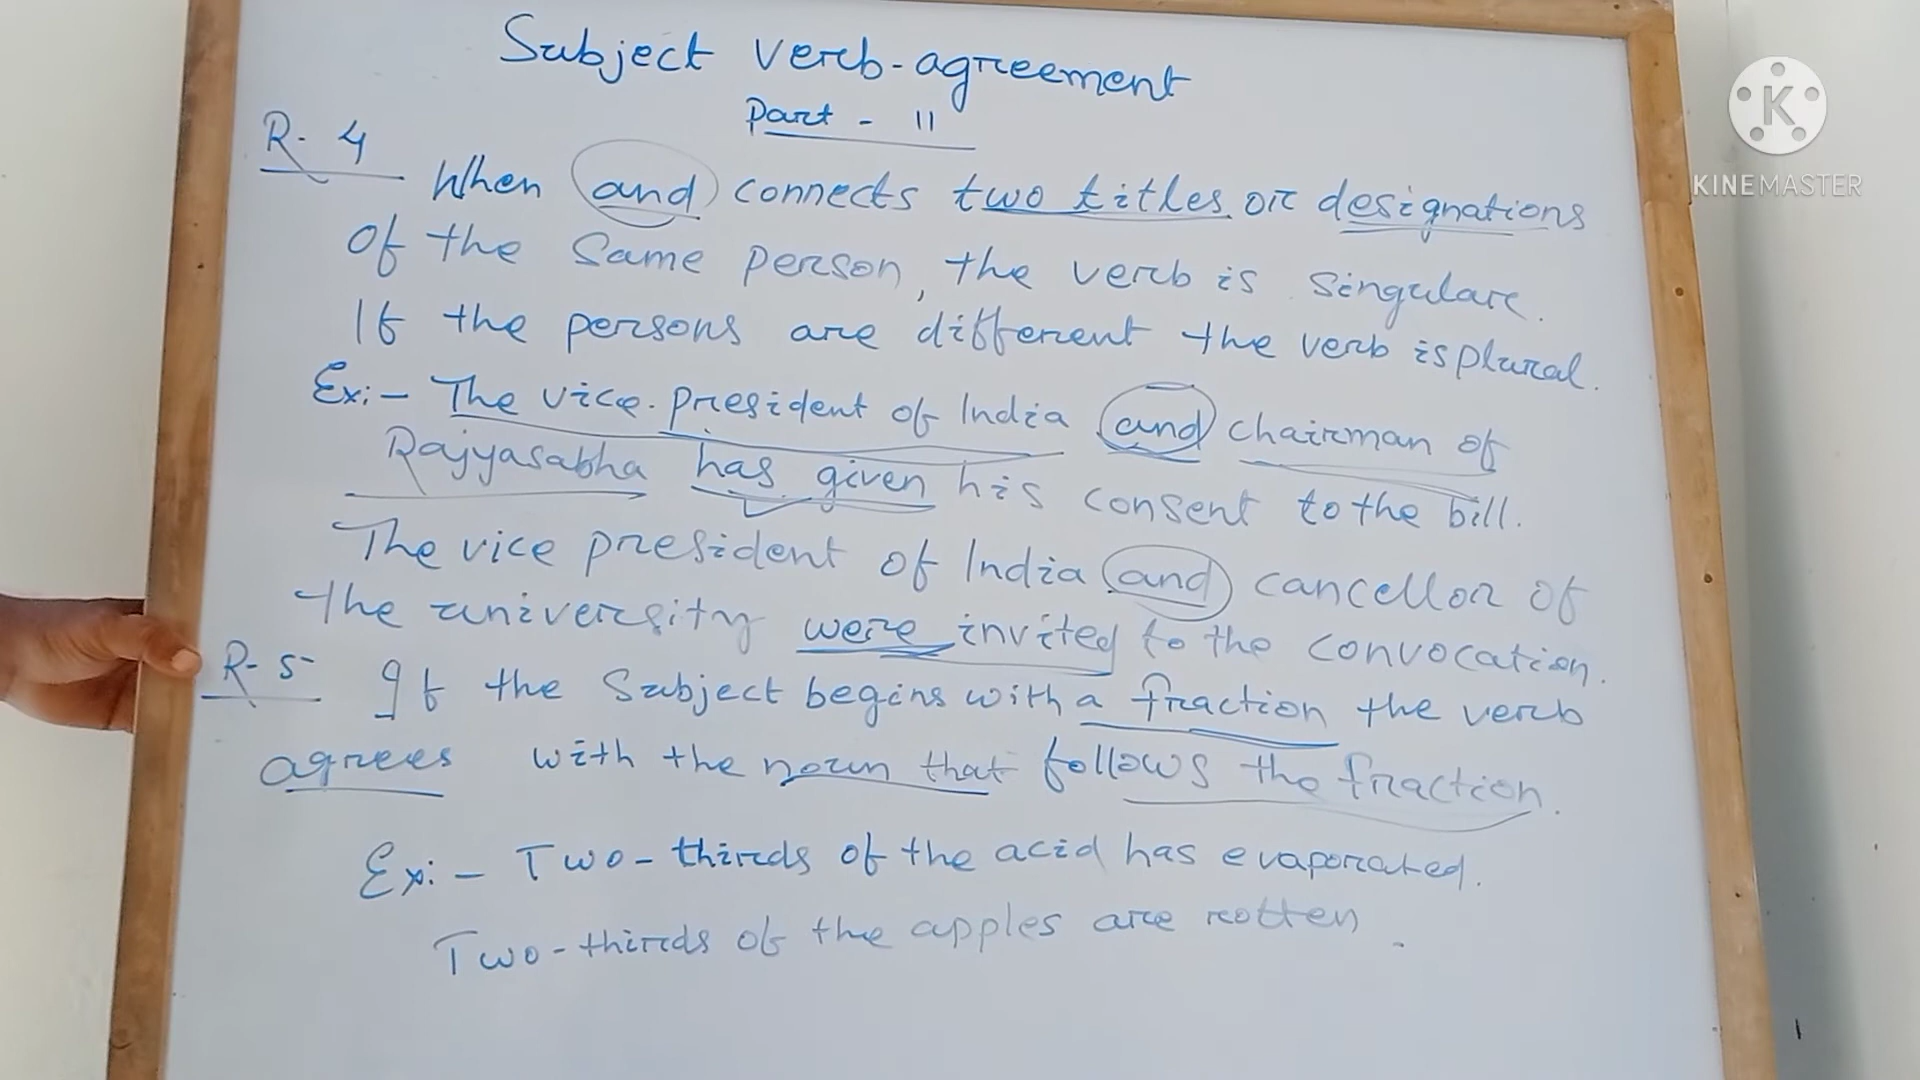 Subject verb-agreement
Part - II
R- 4
When and connects two titles or designations
of the same person, the verb is singular.
If the persons are different the verb is plural.
Ex:- The vice-president of India and chairman of
Rajyasabha has given his consent to the bill.
The vice president of India and cancellor of
the university were invited to the convocation.
R- 5 If the subject begins with a fraction the verb
agrees with the noun that follows the fraction.
Ex:- Two-thirds of the acid has evaporated.
Two-thirds of the apples are rotten.
K
KINEMASTER